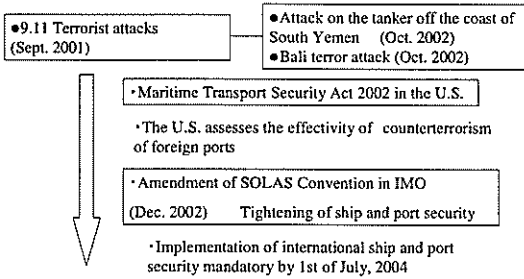 ●9.11 Terrorist attacks
(Sept. 2001)
●Attack on the tanker off the coast of
South Yemen (Oct. 2002)
●Bali terror attack (Oct. 2002)
・Maritime Transport Security Act 2002 in the U.S.
・The U.S. assesses the effectivity of counterterrorism
of foreign ports
・Amendment of SOLAS Convention in IMO
(Dec. 2002) Tightening of ship and port security
・Implementation of international ship and port
security mandatory by 1st of July, 2004